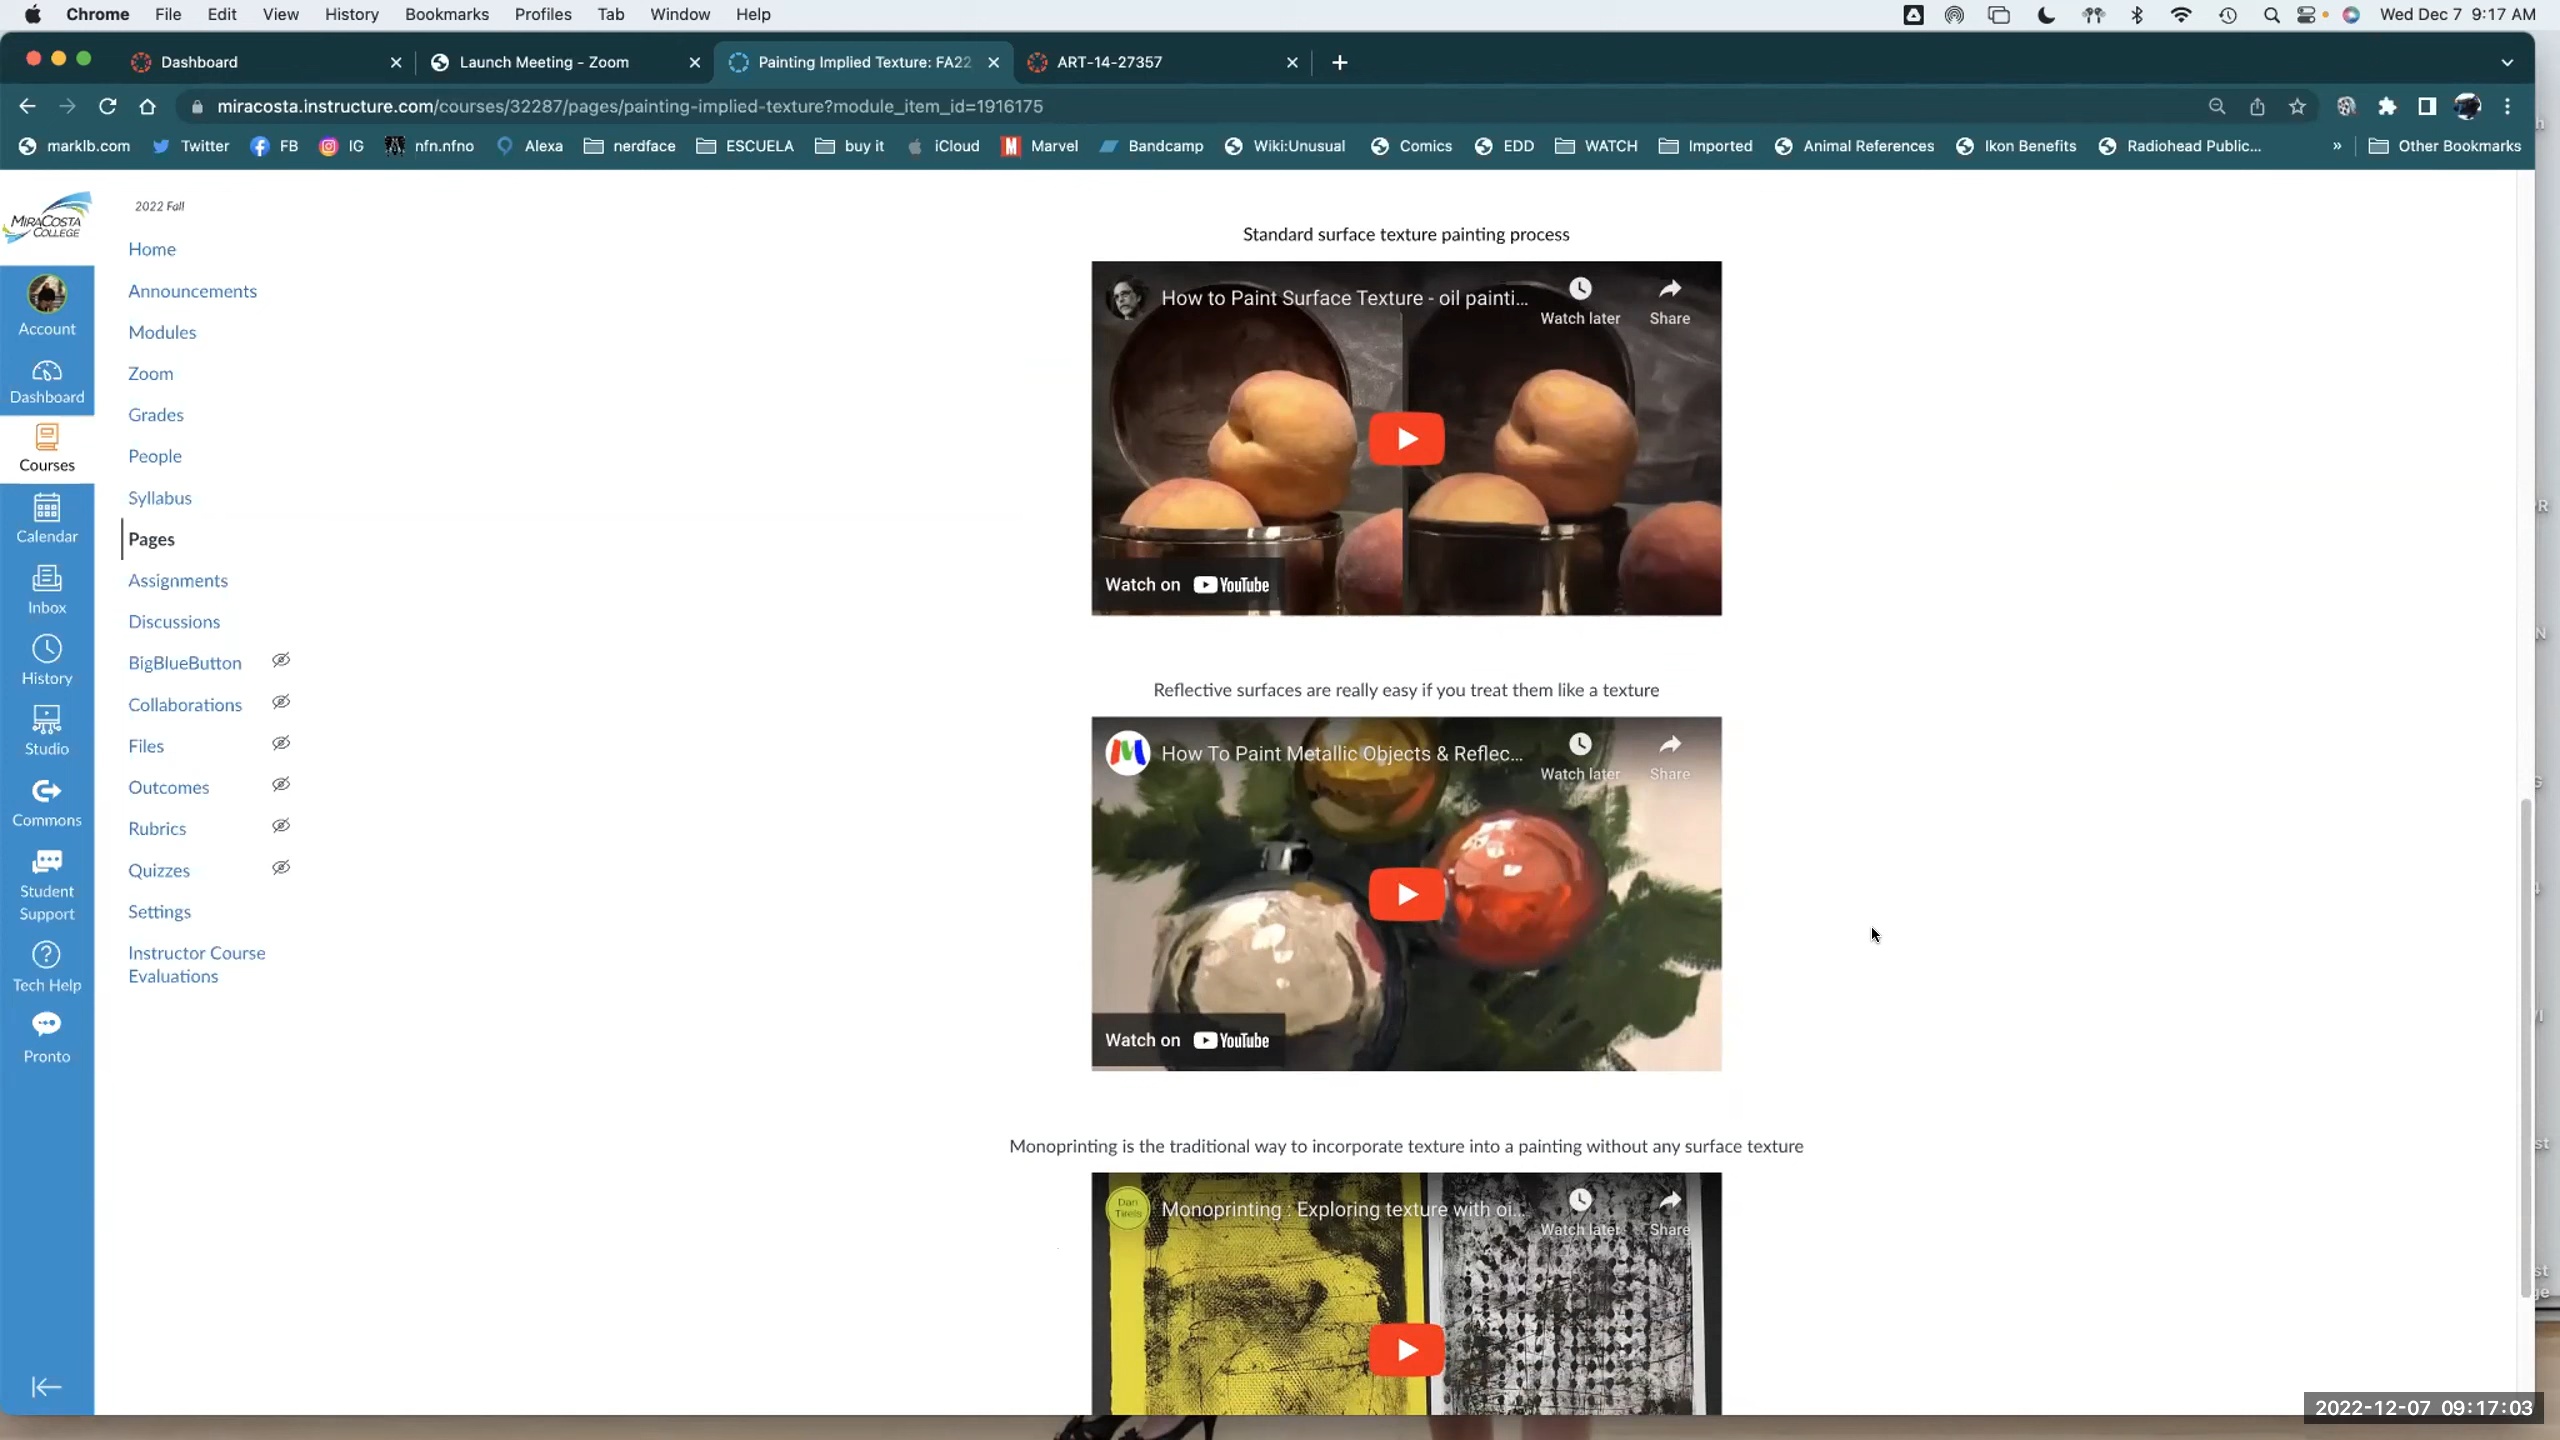 Chrome File Edit View History Bookmarks Profiles Tab Window Help Wed Dec 7 9:17 AM
Dashboard Launch Meeting - Zoom Painting Implied Texture: FA22 ART-14-27357
miracosta.instructure.com/courses/32287/pages/painting-implied-texture?module_item_id=1916175
marklb.com Twitter FB IG nfn.nfno Alexa nerdface ESCUELA buy it iCloud Marvel Bandcamp Wiki:Unusual Comics EDD WATCH Imported Animal References Ikon Benefits Radiohead Public... » Other Bookmarks
MIRACOSTA
COLLEGE
Account
Dashboard
Courses
Calendar
Inbox
History
Studio
Commons
Student
Support
Tech Help
Pronto
2022 Fall
Home
Announcements
Modules
Zoom
Grades
People
Syllabus
Pages
Assignments
Discussions
BigBlueButton
Collaborations
Files
Outcomes
Rubrics
Quizzes
Settings
Instructor Course
Evaluations
Standard surface texture painting process
How to Paint Surface Texture - oil painti...
Watch later Share
Watch on YouTube
Reflective surfaces are really easy if you treat them like a texture
How To Paint Metallic Objects & Reflec...
Watch later Share
Watch on YouTube
Monoprinting is the traditional way to incorporate texture into a painting without any surface texture
Dan
Tirels
Monoprinting : Exploring texture with oi...
Watch later Share
2022-12-07 09:17:03